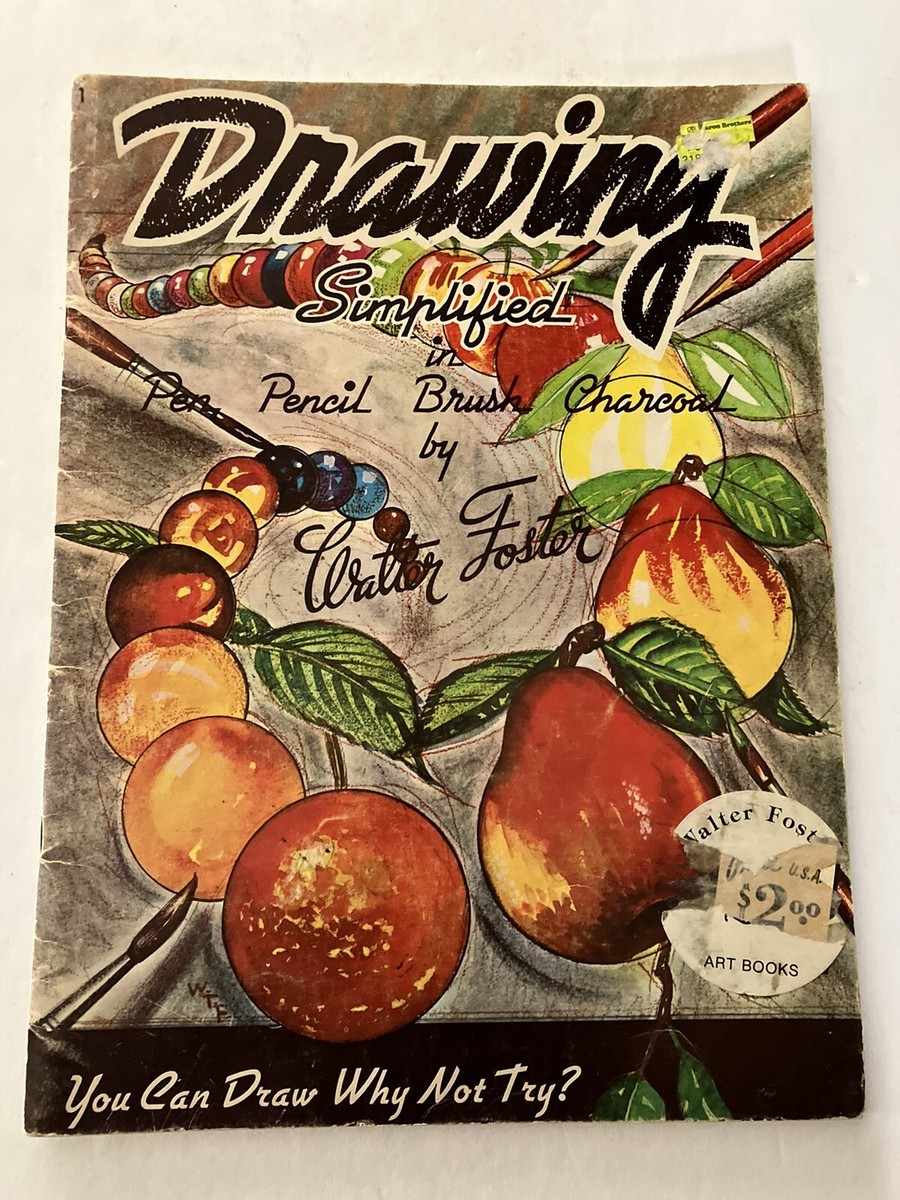 1
Drawing
Simplified
in
Pen, Pencil Brush Charcoal
by
Walter Foster
Brothers
W.T.F.
Walter Fost
U.S.A.
$2.00
ART BOOKS
You Can Draw Why Not Try?